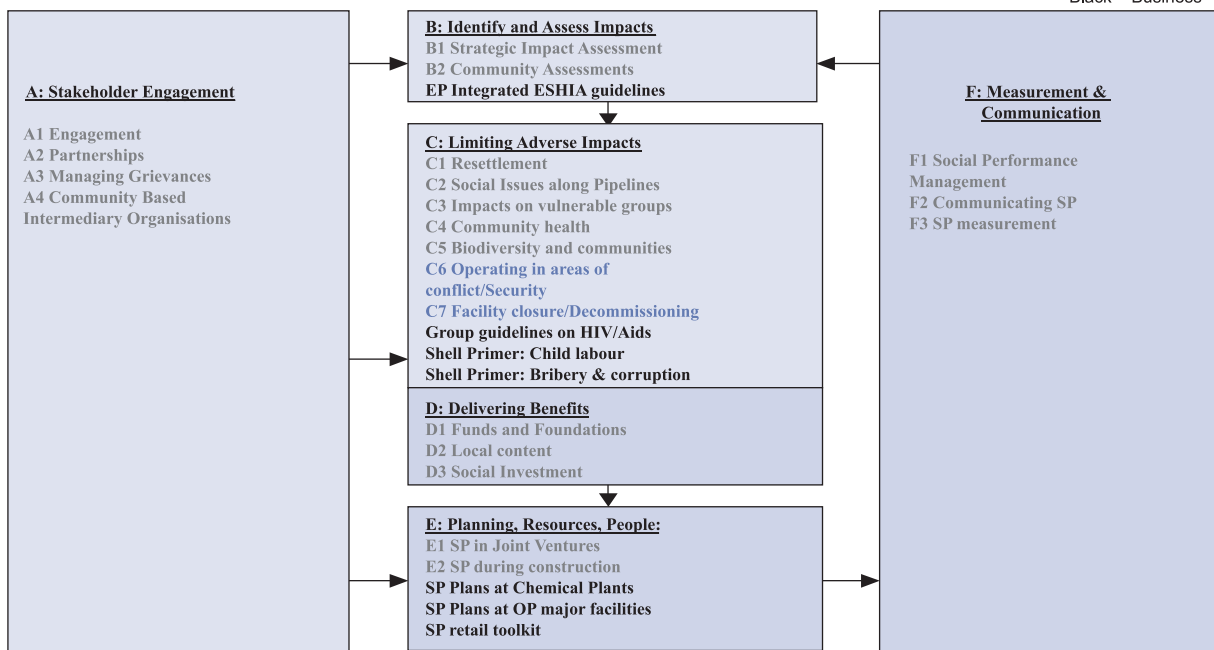 Black – Business
A: Stakeholder Engagement
A1 Engagement
A2 Partnerships
A3 Managing Grievances
A4 Community Based
Intermediary Organisations
B: Identify and Assess Impacts
B1 Strategic Impact Assessment
B2 Community Assessments
EP Integrated ESHIA guidelines
C: Limiting Adverse Impacts
C1 Resettlement
C2 Social Issues along Pipelines
C3 Impacts on vulnerable groups
C4 Community health
C5 Biodiversity and communities
C6 Operating in areas of
conflict/Security
C7 Facility closure/Decommissioning
Group guidelines on HIV/Aids
Shell Primer: Child labour
Shell Primer: Bribery & corruption
D: Delivering Benefits
D1 Funds and Foundations
D2 Local content
D3 Social Investment
E: Planning, Resources, People:
E1 SP in Joint Ventures
E2 SP during construction
SP Plans at Chemical Plants
SP Plans at OP major facilities
SP retail toolkit
F: Measurement &
Communication
F1 Social Performance
Management
F2 Communicating SP
F3 SP measurement